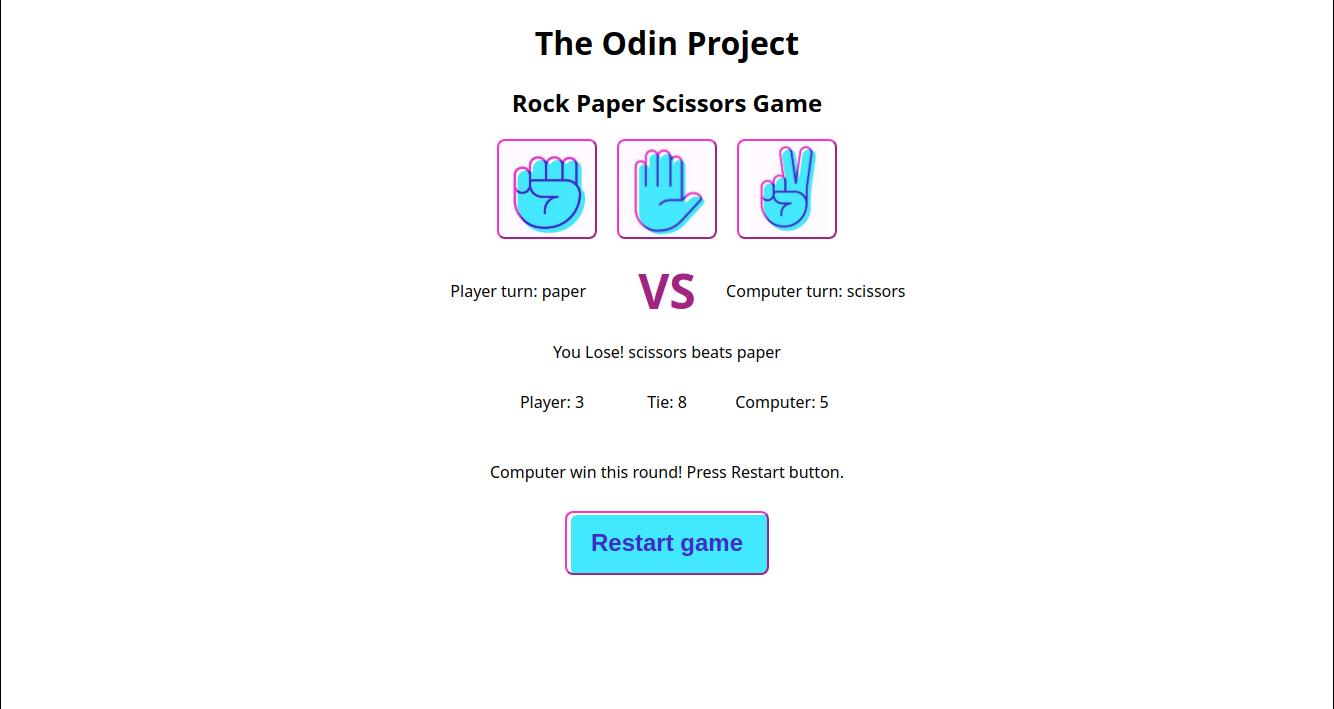 The Odin Project
Rock Paper Scissors Game
Player turn: paper VS Computer turn: scissors
You Lose! scissors beats paper
Player: 3 Tie: 8 Computer: 5
Computer win this round! Press Restart button.
Restart game